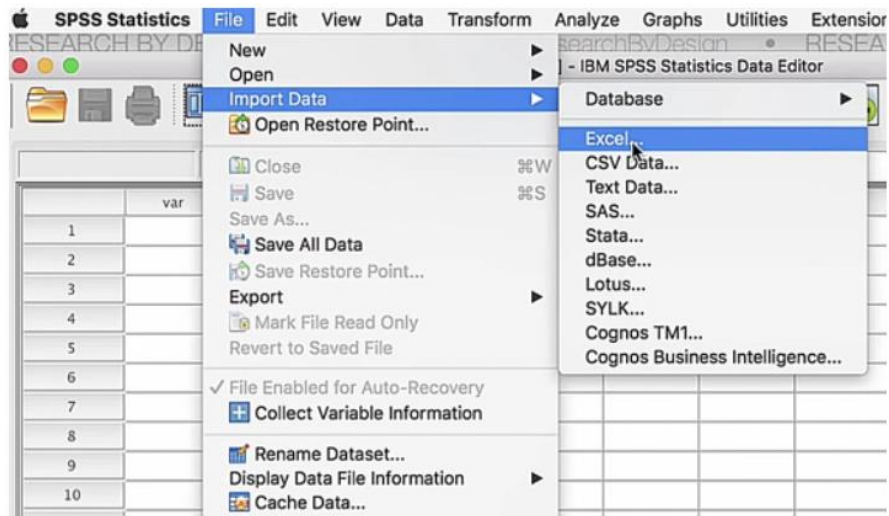 SPSS Statistics File Edit View Data Transform Analyze Graphs Utilities Extension
RESEARCH BY DE searchByDesign • RESEA
] - IBM SPSS Statistics Data Editor
New
Open
Import Data
Open Restore Point...
Close ⌘W
Save ⌘S
Save As...
Save All Data
Save Restore Point...
Export
Mark File Read Only
Revert to Saved File
✓ File Enabled for Auto-Recovery
Collect Variable Information
Rename Dataset...
Display Data File Information
Cache Data...
Database
Excel...
CSV Data...
Text Data...
SAS...
Stata...
dBase...
Lotus...
SYLK...
Cognos TM1...
Cognos Business Intelligence...
var
1
2
3
4
5
6
7
8
9
10